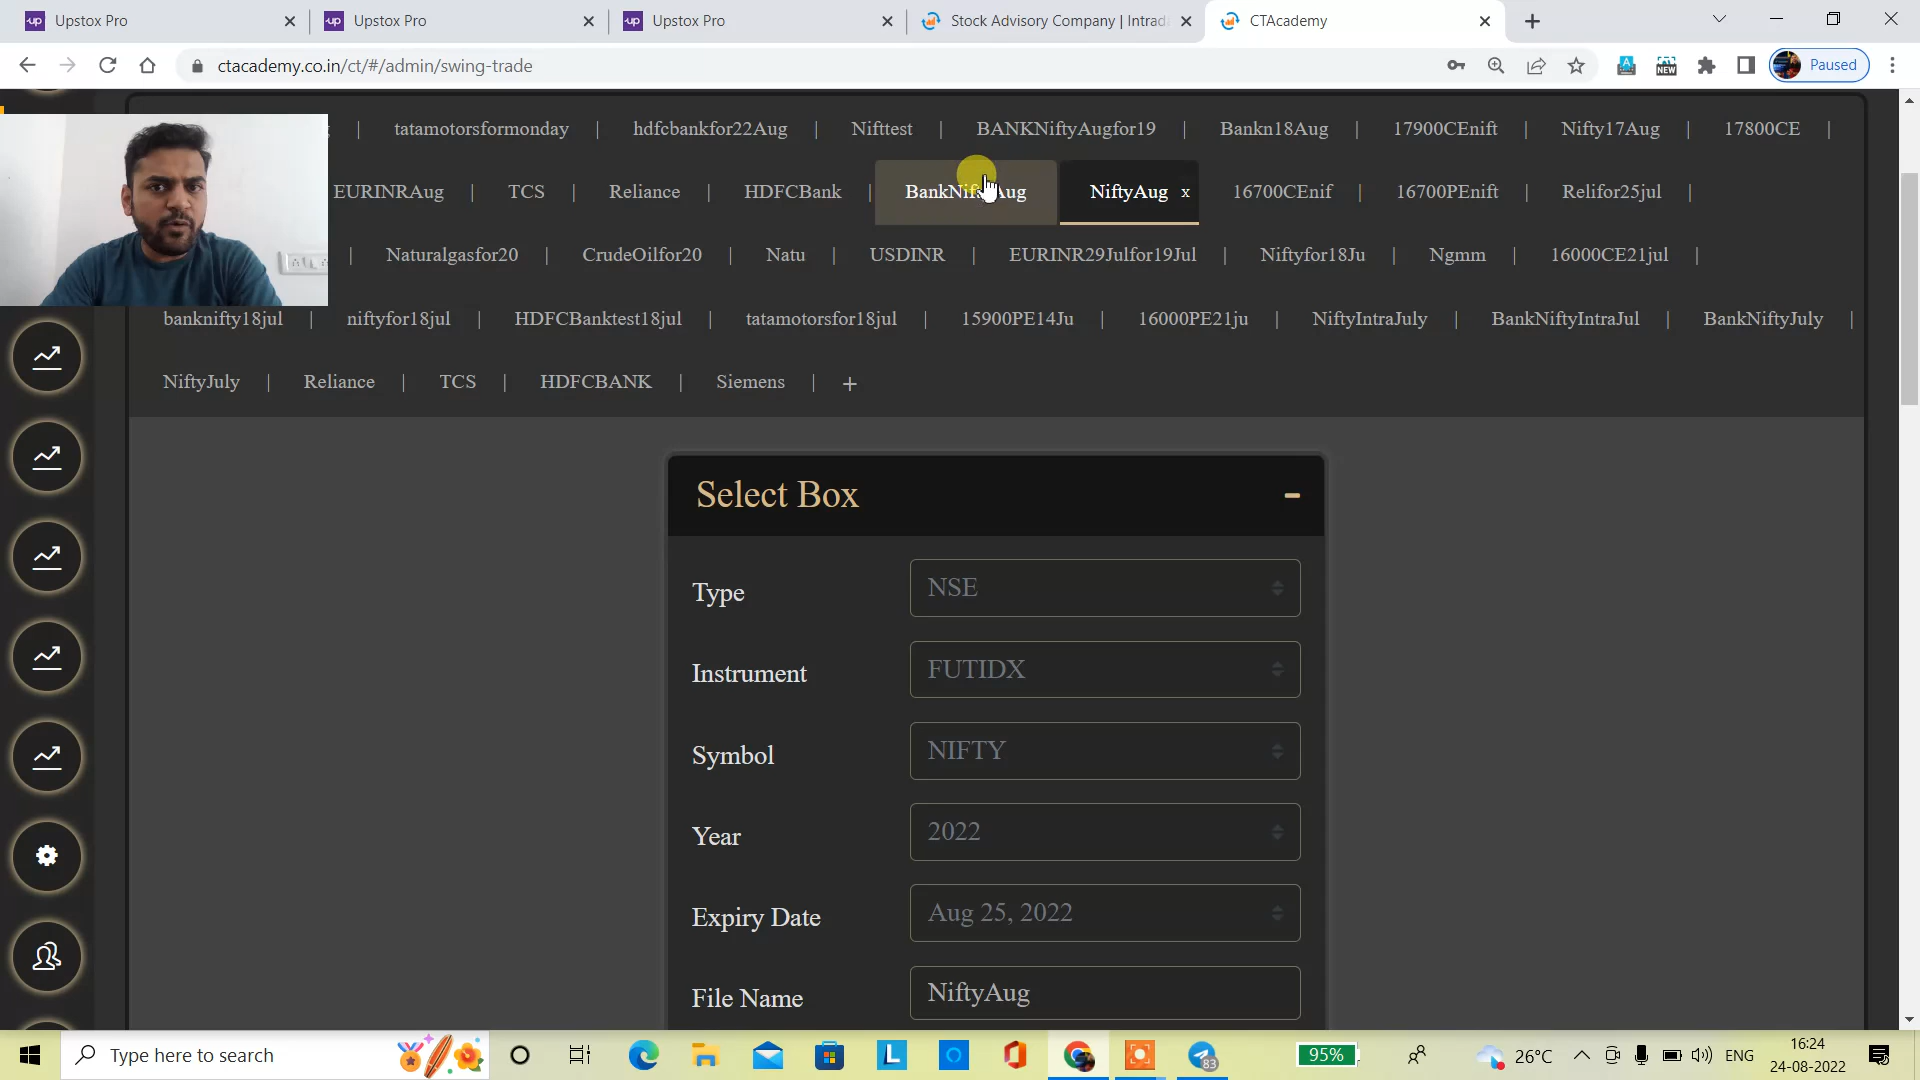 Upstox Pro
Upstox Pro
Upstox Pro
Stock Advisory Company | Intrad
CTAcademy
ctacademy.co.in/ct/#/admin/swing-trade
NEW
Paused
tatamotorsformonday | hdfcbankfor22Aug | Nifttest | BANKNiftyAugfor19 | Bankn18Aug | 17900CEnift | Nifty17Aug | 17800CE |
EURINRAug | TCS | Reliance | HDFCBank | NiftyAug x 16700CEnif | 16700PEnift | Relifor25jul |
| Naturalgasfor20 | CrudeOilfor20 | Natu | USDINR | EURINR29Julfor19Jul | Niftyfor18Ju | Ngmm | 16000CE21jul |
banknifty18jul | niftyfor18jul | HDFCBanktest18jul | tatamotorsfor18jul | 15900PE14Ju | 16000PE21ju | NiftyIntraJuly | BankNiftyIntraJul | BankNiftyJuly |
NiftyJuly | Reliance | TCS | HDFCBANK | Siemens | +
Select Box
Type NSE
Instrument FUTIDX
Symbol NIFTY
Year 2022
Expiry Date Aug 25, 2022
File Name NiftyAug
Type here to search
95%
83
26°C
ENG
16:24
24-08-2022